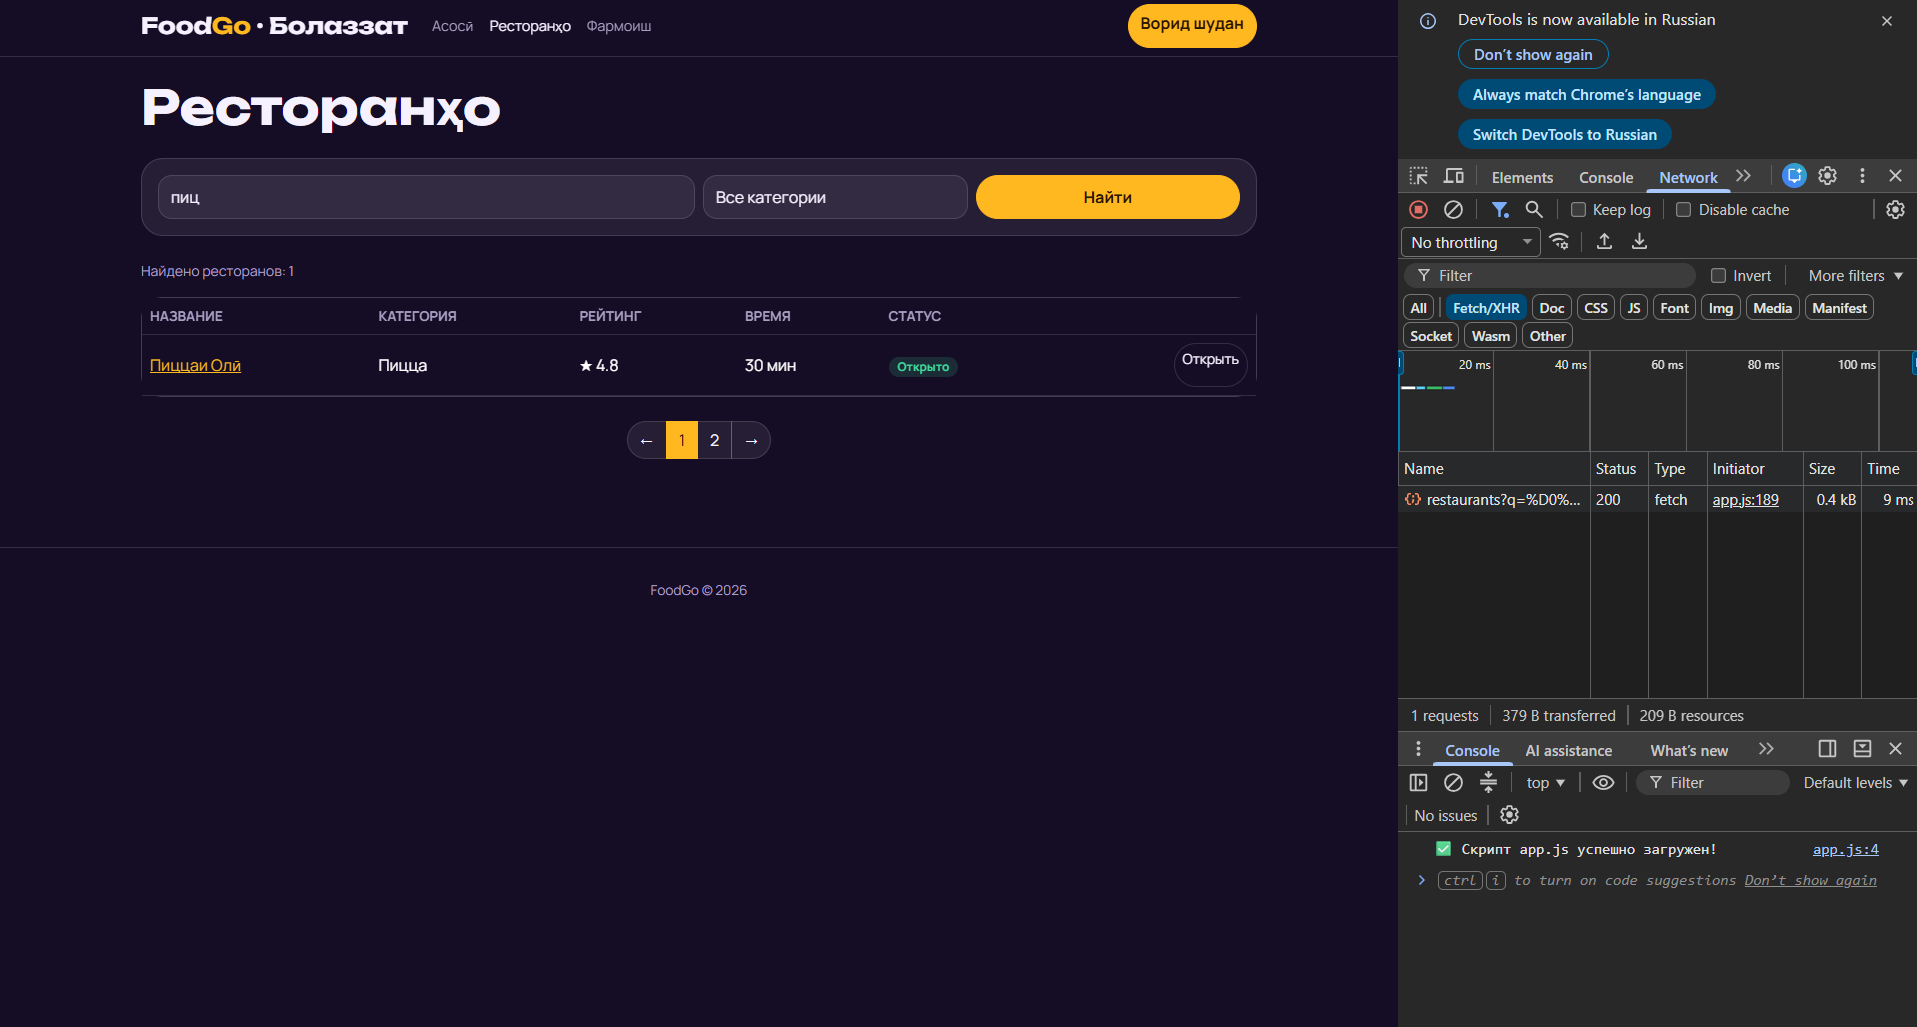 FoodGo • Болаззат
Асосӣ Ресторанҳо Фармоиш
Ворид шудан
Ресторанҳо
пиц
Все категории
Найти
Найдено ресторанов: 1
НАЗВАНИЕ КАТЕГОРИЯ РЕЙТИНГ ВРЕМЯ СТАТУС
Пиццаи Олӣ Пицца ★ 4.8 30 мин Открыто Открыть
← 1 2 →
FoodGo © 2026
DevTools is now available in Russian
Don't show again
Always match Chrome's language
Switch DevTools to Russian
Elements Console Network
Keep log Disable cache
No throttling
Filter Invert More filters
All Fetch/XHR Doc CSS JS Font Img Media Manifest
Socket Wasm Other
20 ms 40 ms 60 ms 80 ms 100 ms
Name Status Type Initiator Size Time
restaurants?q=%D0%... 200 fetch app.js:189 0.4 kB 9 ms
1 requests 379 B transferred 209 B resources
Console AI assistance What's new
top Filter Default levels
No issues
✅ Скрипт app.js успешно загружен! app.js:4
ctrl i to turn on code suggestions Don't show again